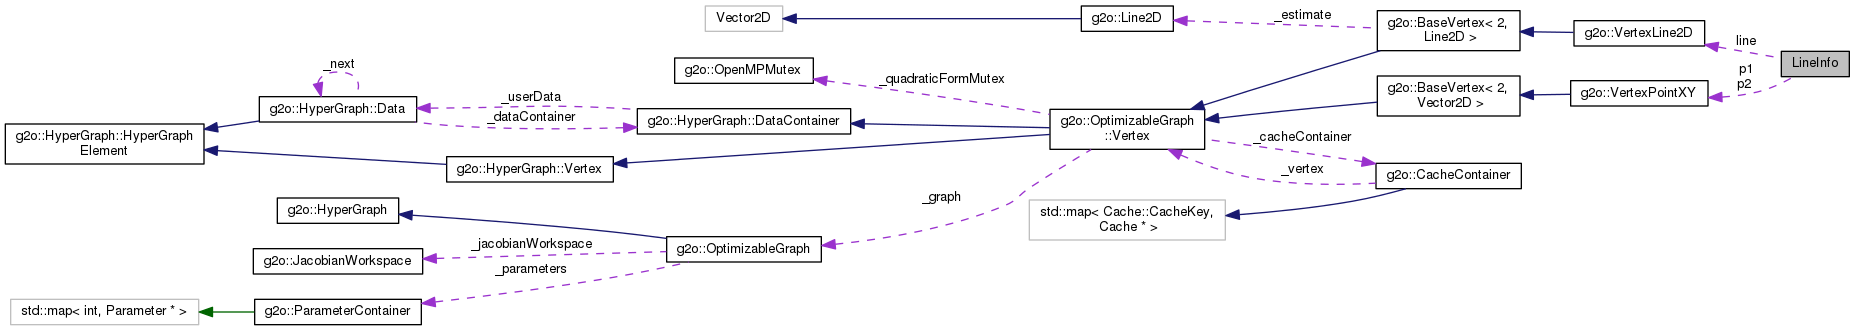 Vector2D
g2o::Line2D
_estimate
g2o::BaseVertex< 2,
Line2D >
g2o::VertexLine2D
line
LineInfo
_next
g2o::OpenMPMutex
_quadraticFormMutex
p1
p2
g2o::HyperGraph::Data
_userData
_dataContainer
g2o::HyperGraph::DataContainer
g2o::BaseVertex< 2,
Vector2D >
g2o::VertexPointXY
g2o::HyperGraph::HyperGraph
Element
g2o::OptimizableGraph
::Vertex
_cacheContainer
_vertex
g2o::HyperGraph::Vertex
g2o::CacheContainer
g2o::HyperGraph
_graph
std::map< Cache::CacheKey,
Cache * >
_jacobianWorkspace
g2o::OptimizableGraph
g2o::JacobianWorkspace
_parameters
std::map< int, Parameter * >
g2o::ParameterContainer